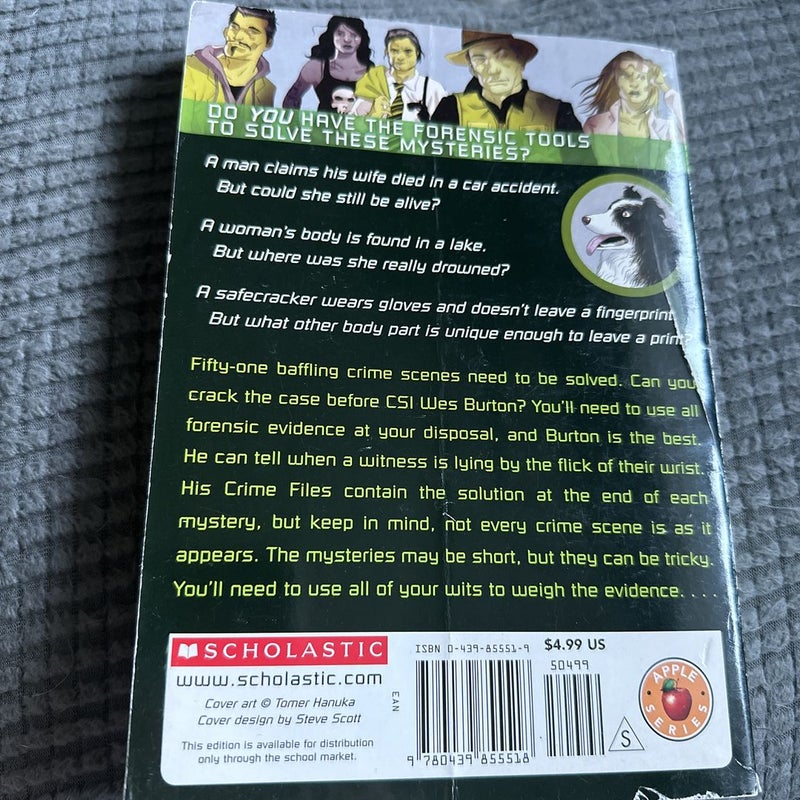 DO YOU HAVE THE FORENSIC TOOLS
TO SOLVE THESE MYSTERIES?
A man claims his wife died in a car accident.
But could she still be alive?
A woman's body is found in a lake.
But where was she really drowned?
A safecracker wears gloves and doesn't leave a fingerprint.
But what other body part is unique enough to leave a print?
Fifty-one baffling crime scenes need to be solved. Can you
crack the case before CSI Wes Burton? You'll need to use all
forensic evidence at your disposal, and Burton is the best.
He can tell when a witness is lying by the flick of their wrist.
His Crime Files contain the solution at the end of each
mystery, but keep in mind, not every crime scene is as it
appears. The mysteries may be short, but they can be tricky.
You'll need to use all of your wits to weigh the evidence. . . .
SCHOLASTIC
www.scholastic.com
Cover art © Tomer Hanuka
Cover design by Steve Scott
This edition is available for distribution
only through the school market.
EAN
ISBN 0-439-85551-9
$4.99 US
50499
9 780439 855518
S
APPLE
SERIES